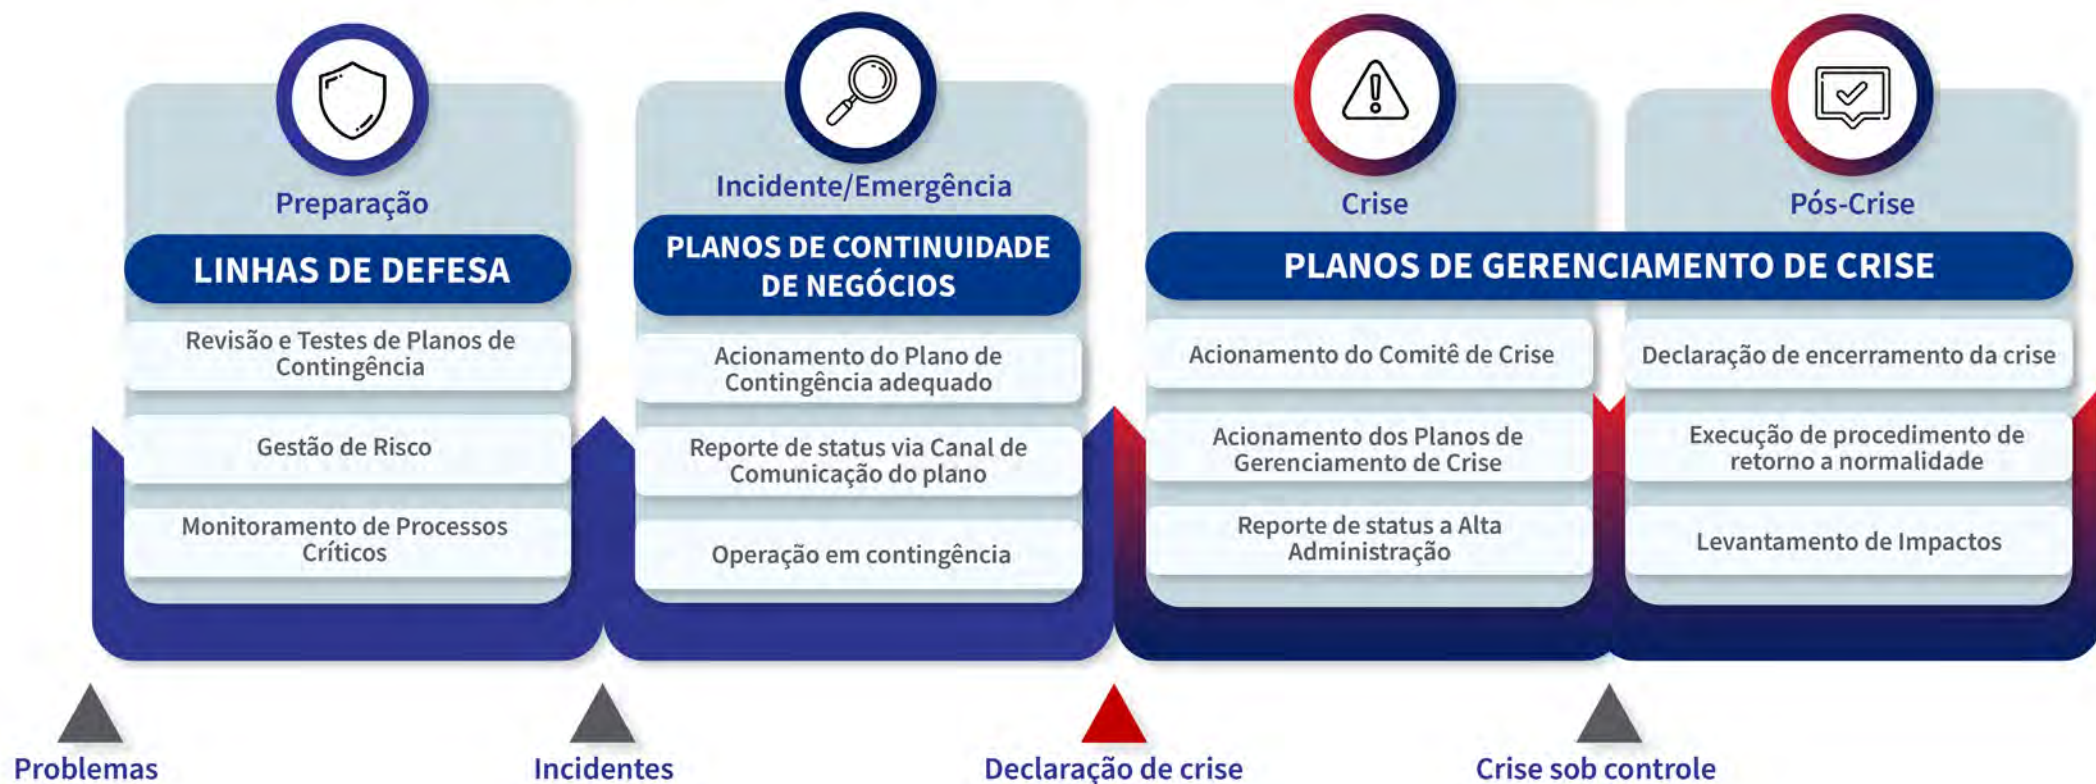 Preparação
LINHAS DE DEFESA
Revisão e Testes de Planos de
Contingência
Gestão de Risco
Monitoramento de Processos
Críticos
Incidente/Emergência
PLANOS DE CONTINUIDADE
DE NEGÓCIOS
Acionamento do Plano de
Contingência adequado
Reporte de status via Canal de
Comunicação do plano
Operação em contingência
Crise
Pós-Crise
PLANOS DE GERENCIAMENTO DE CRISE
Acionamento do Comitê de Crise
Acionamento dos Planos de
Gerenciamento de Crise
Reporte de status a Alta
Administração
Declaração de encerramento da crise
Execução de procedimento de
retorno a normalidade
Levantamento de Impactos
Problemas
Incidentes
Declaração de crise
Crise sob controle